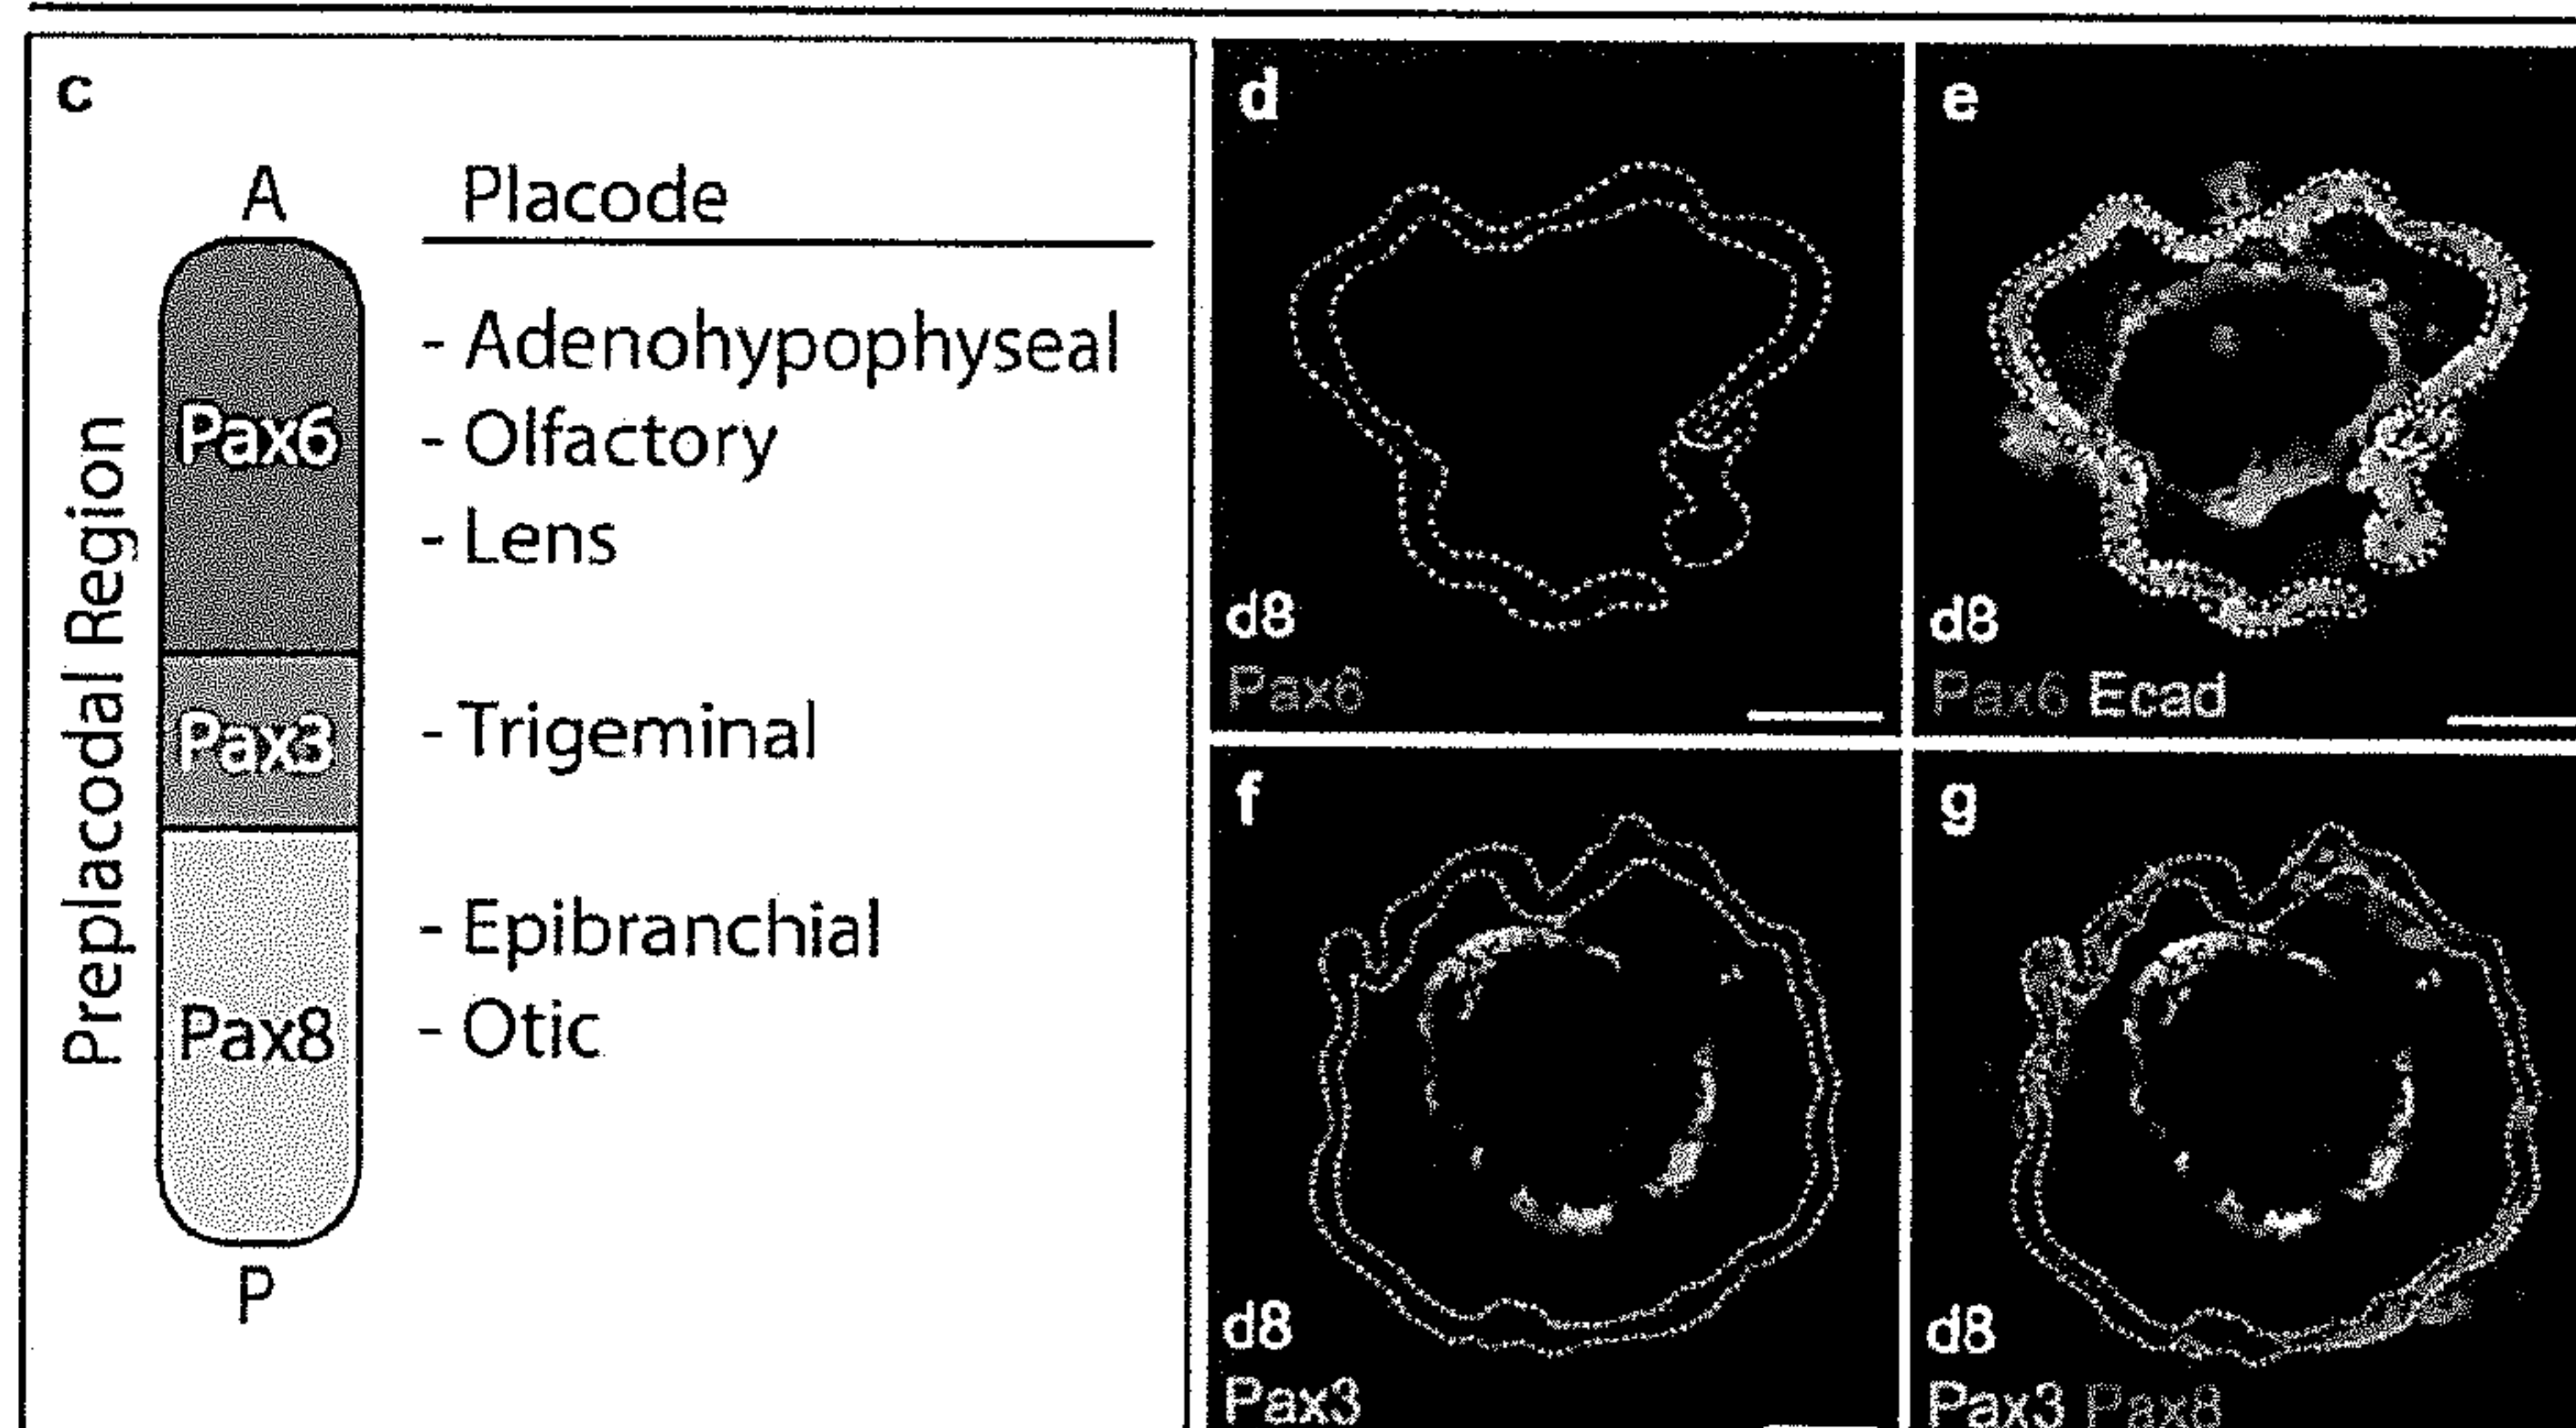 c
A
Placode
Preplacodal Region
Pax6
- Adenohypophyseal
- Olfactory
- Lens
Pax3
- Trigeminal
Pax8
- Epibranchial
- Otic
P
d
d8
Pax6
e
d8
Pax6 Ecad
f
d8
Pax3
g
d8
Pax3 Pax8